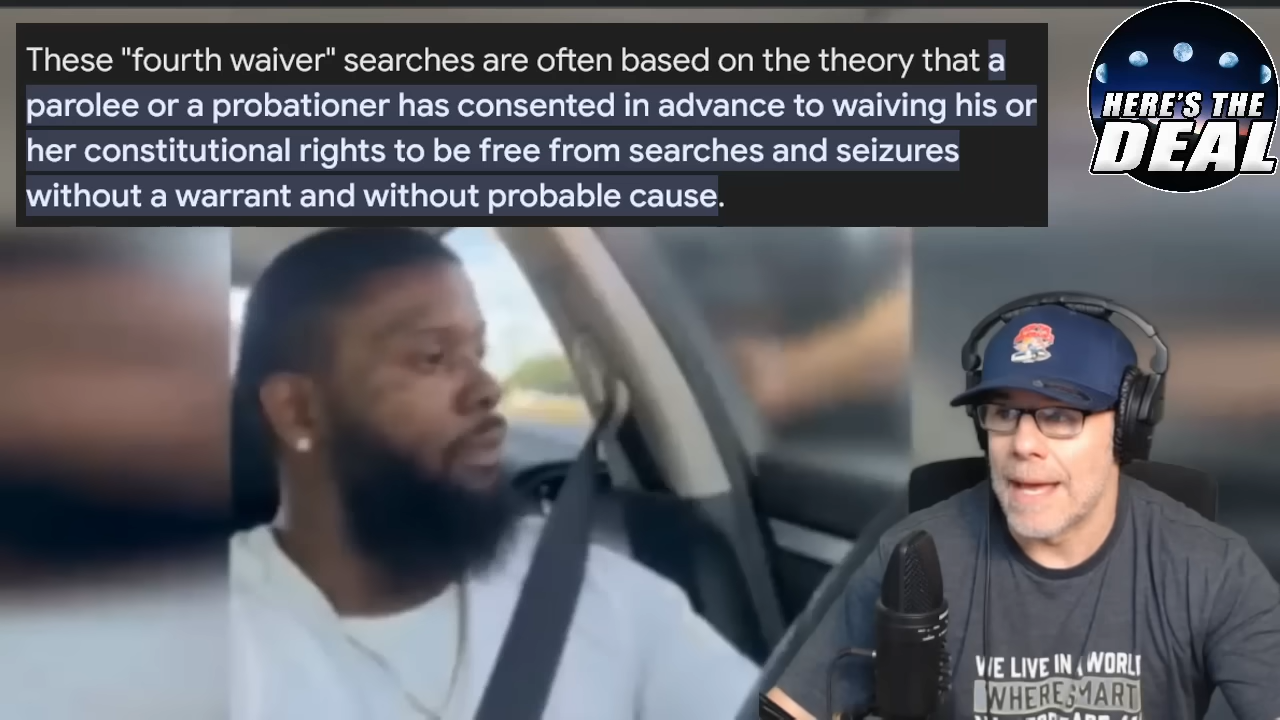 These "fourth waiver" searches are often based on the theory that a
parolee or a probationer has consented in advance to waiving his or
her constitutional rights to be free from searches and seizures
without a warrant and without probable cause.
HERE'S THE
DEAL
WE LIVE IN A WORLD
WHERE SMART